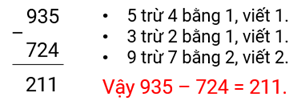 935
−
724
211
• 5 trừ 4 bằng 1, viết 1.
• 3 trừ 2 bằng 1, viết 1.
• 9 trừ 7 bằng 2, viết 2.
Vậy 935 – 724 = 211.